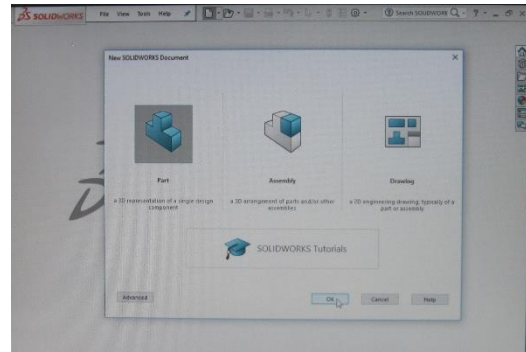 SOLIDWORKS File View Tools Help Search SOLIDWORK
New SOLIDWORKS Document
Part Assembly Drawing
a 3D representation of a single design component
a 3D arrangement of parts and/or other assemblies
a 2D engineering drawing, typically of a part or assembly
SOLIDWORKS Tutorials
Advanced OK Cancel Help